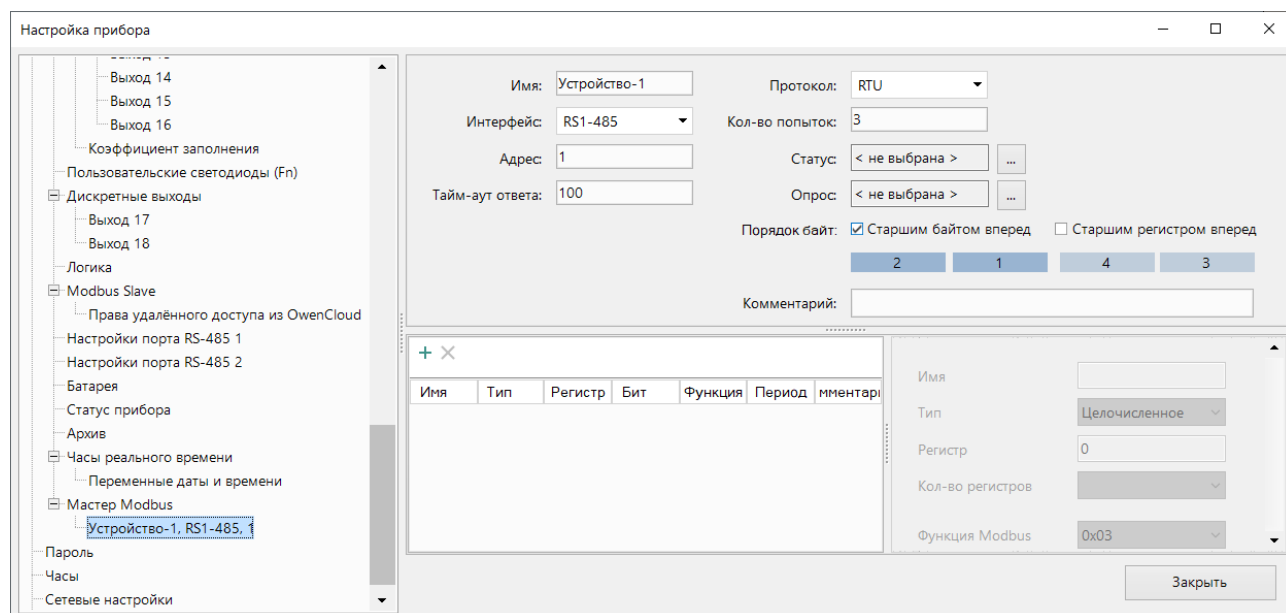 Настройка прибора
Выход 14
Выход 15
Выход 16
Коэффициент заполнения
Пользовательские светодиоды (Fn)
Дискретные выходы
Выход 17
Выход 18
Логика
Modbus Slave
Права удалённого доступа из OwenCloud
Настройки порта RS-485 1
Настройки порта RS-485 2
Батарея
Статус прибора
Архив
Часы реального времени
Переменные даты и времени
Мастер Modbus
Устройство-1, RS1-485, 1
Пароль
Часы
Сетевые настройки
Имя: Устройство-1 Протокол: RTU
Интерфейс: RS1-485 Кол-во попыток: 3
Адрес: 1 Статус: < не выбрана > ...
Тайм-аут ответа: 100 Опрос: < не выбрана > ...
Порядок байт: Старшим байтом вперед Старшим регистром вперед
2 1 4 3
Комментарий:
Имя Тип Регистр Бит Функция Период мментари
Имя
Тип Целочисленное
Регистр 0
Кол-во регистров
Функция Modbus 0x03
Закрыть